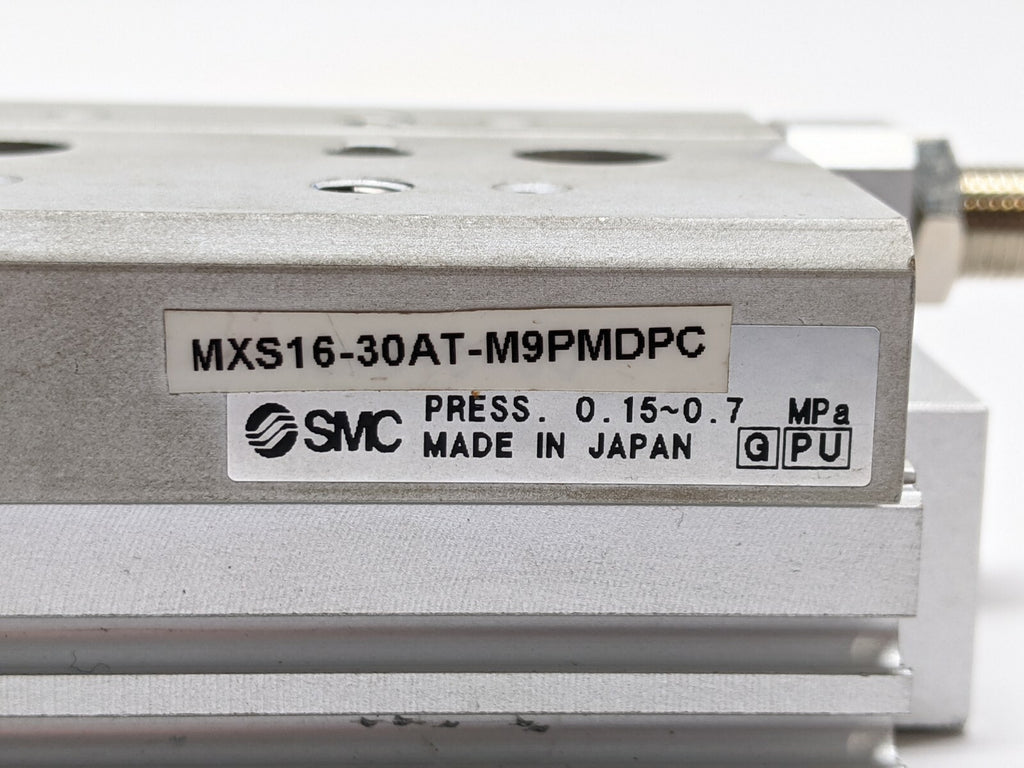 MXS16-30AT-M9PMDPC
SMC PRESS. 0.15~0.7 MPa
MADE IN JAPAN G PU